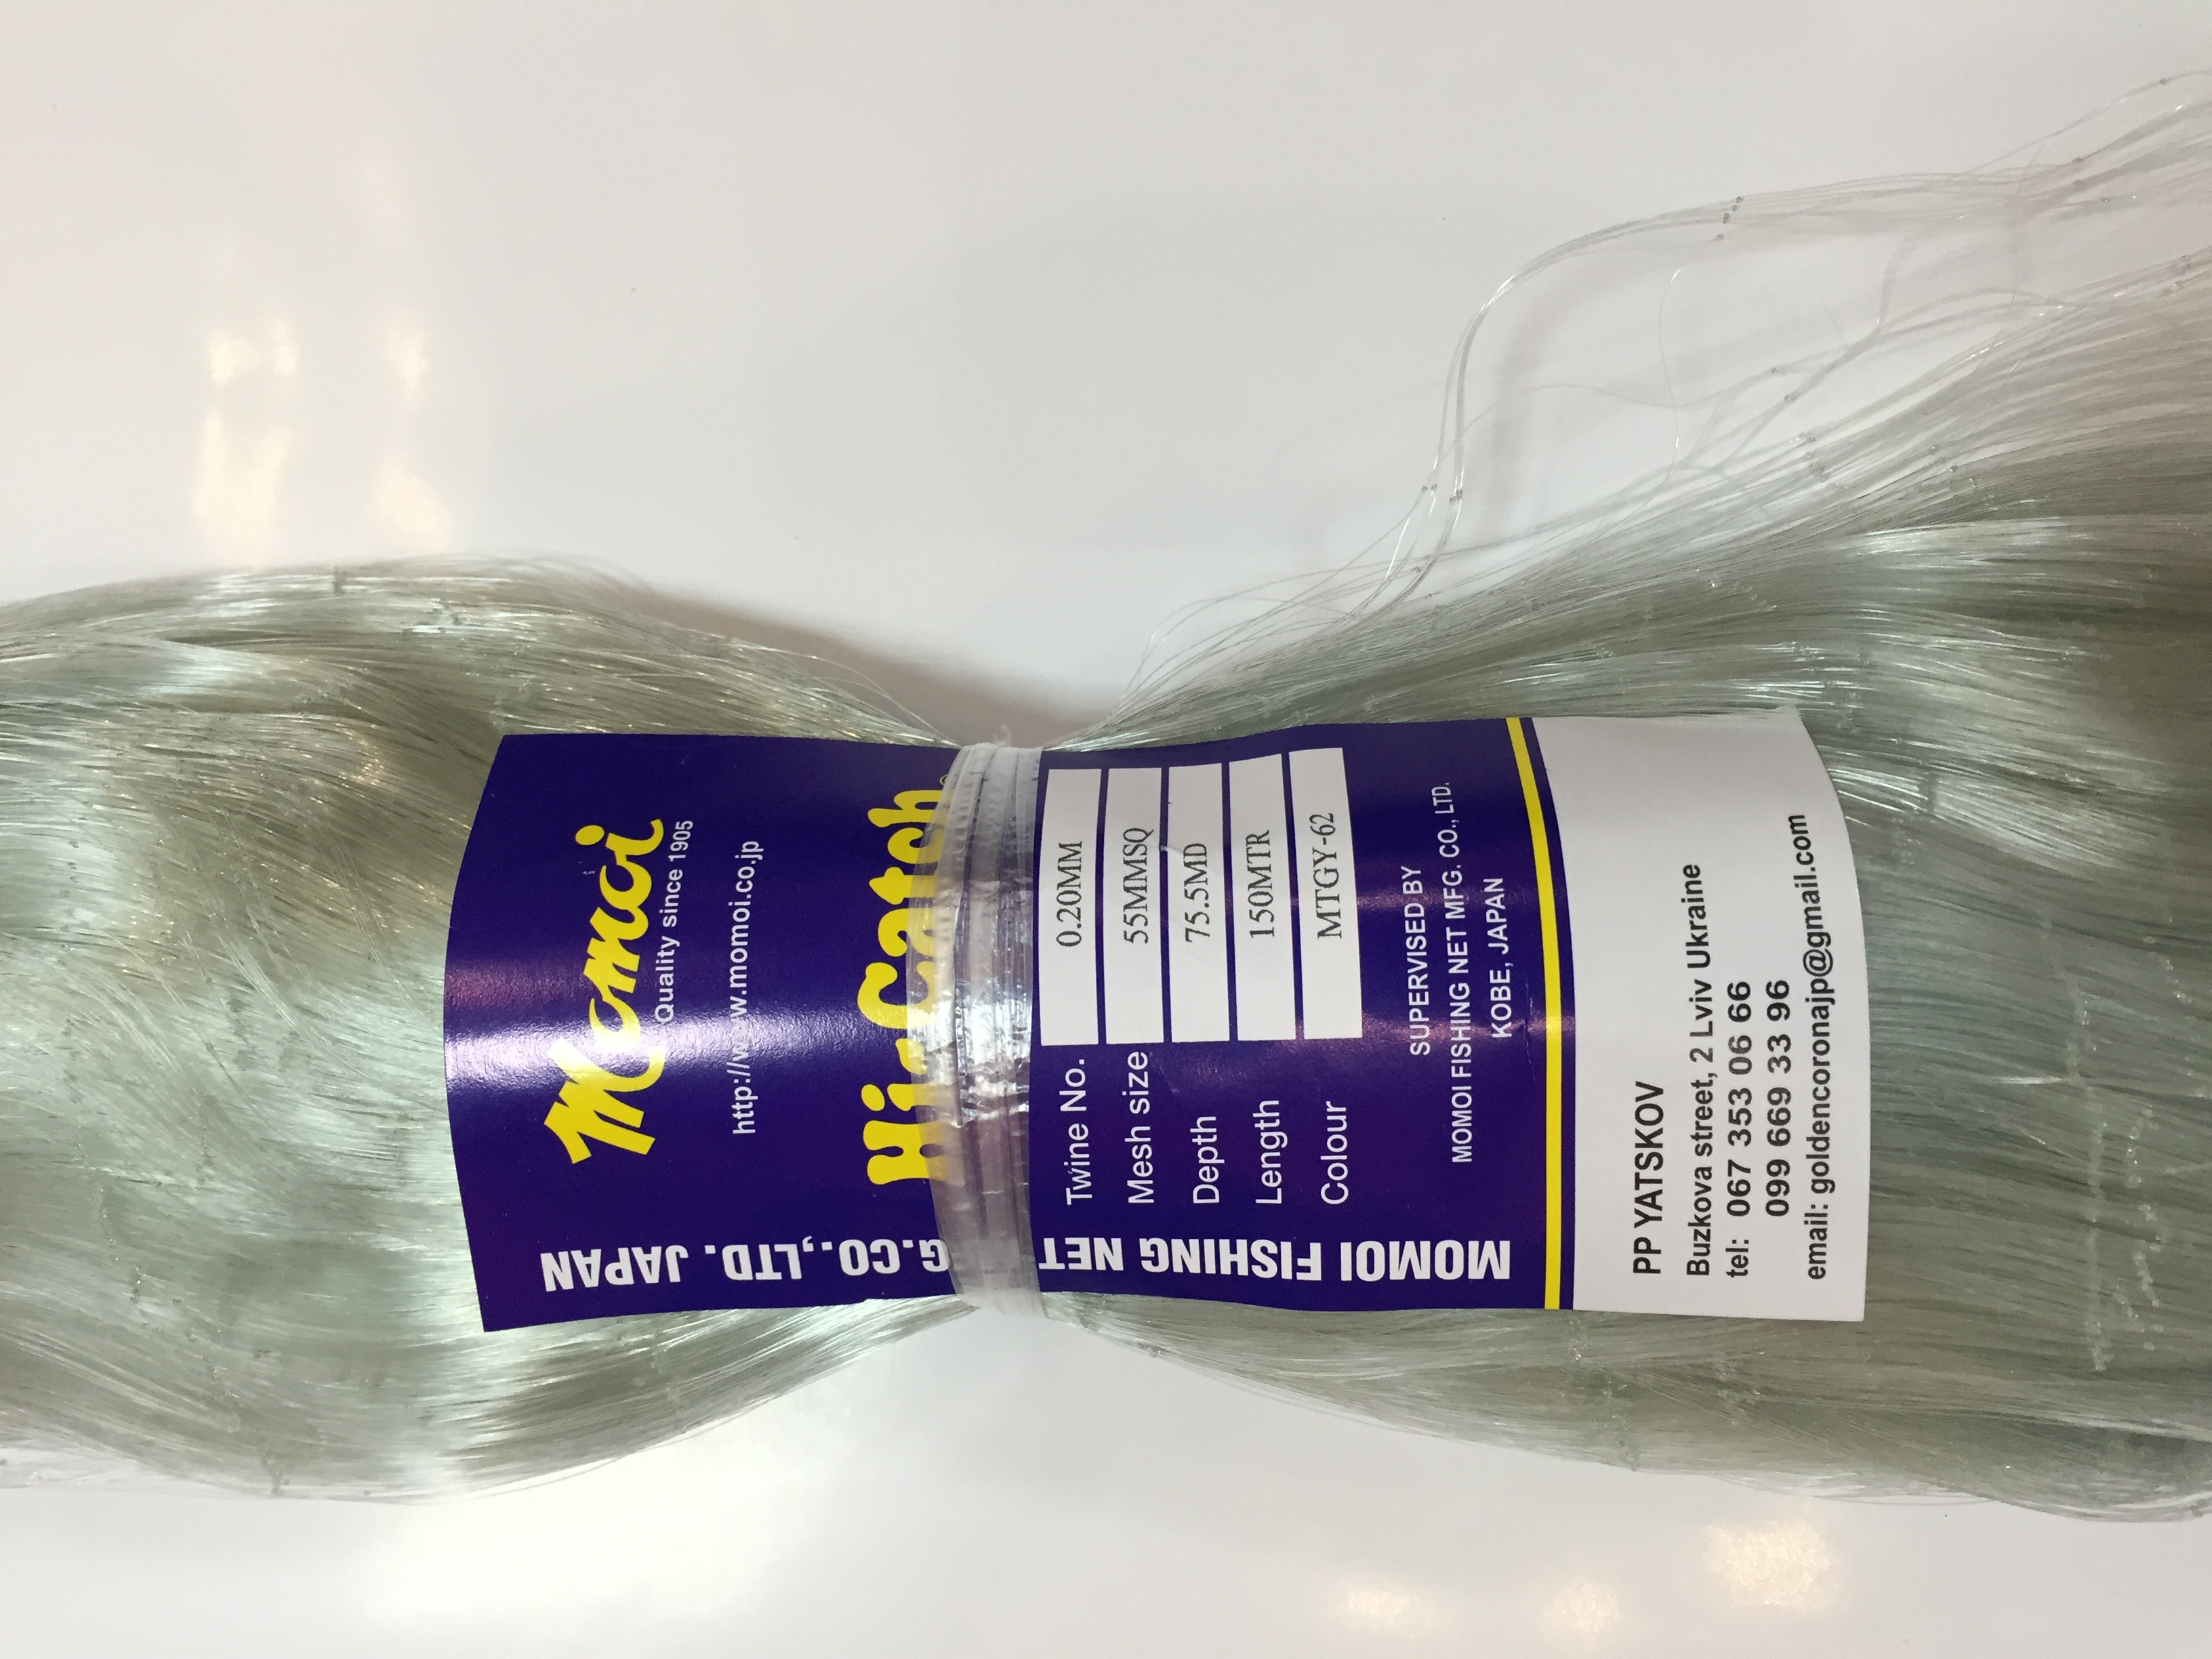 Momoi
Quality since 1905
http://www.momoi.co.jp
Hi-Catch
MOMOI FISHING NET G.CO.,LTD. JAPAN
Twine No. 0.20MM
Mesh size 55MMSQ
Depth 75.5MD
Length 150MTR
Colour MTGY-62
SUPERVISED BY
MOMOI FISHING NET MFG. CO., LTD.
KOBE, JAPAN
PP YATSKOV
Buzkova street, 2 Lviv Ukraine
tel: 067 353 06 66
099 669 33 96
email: goldencoronajp@gmail.com